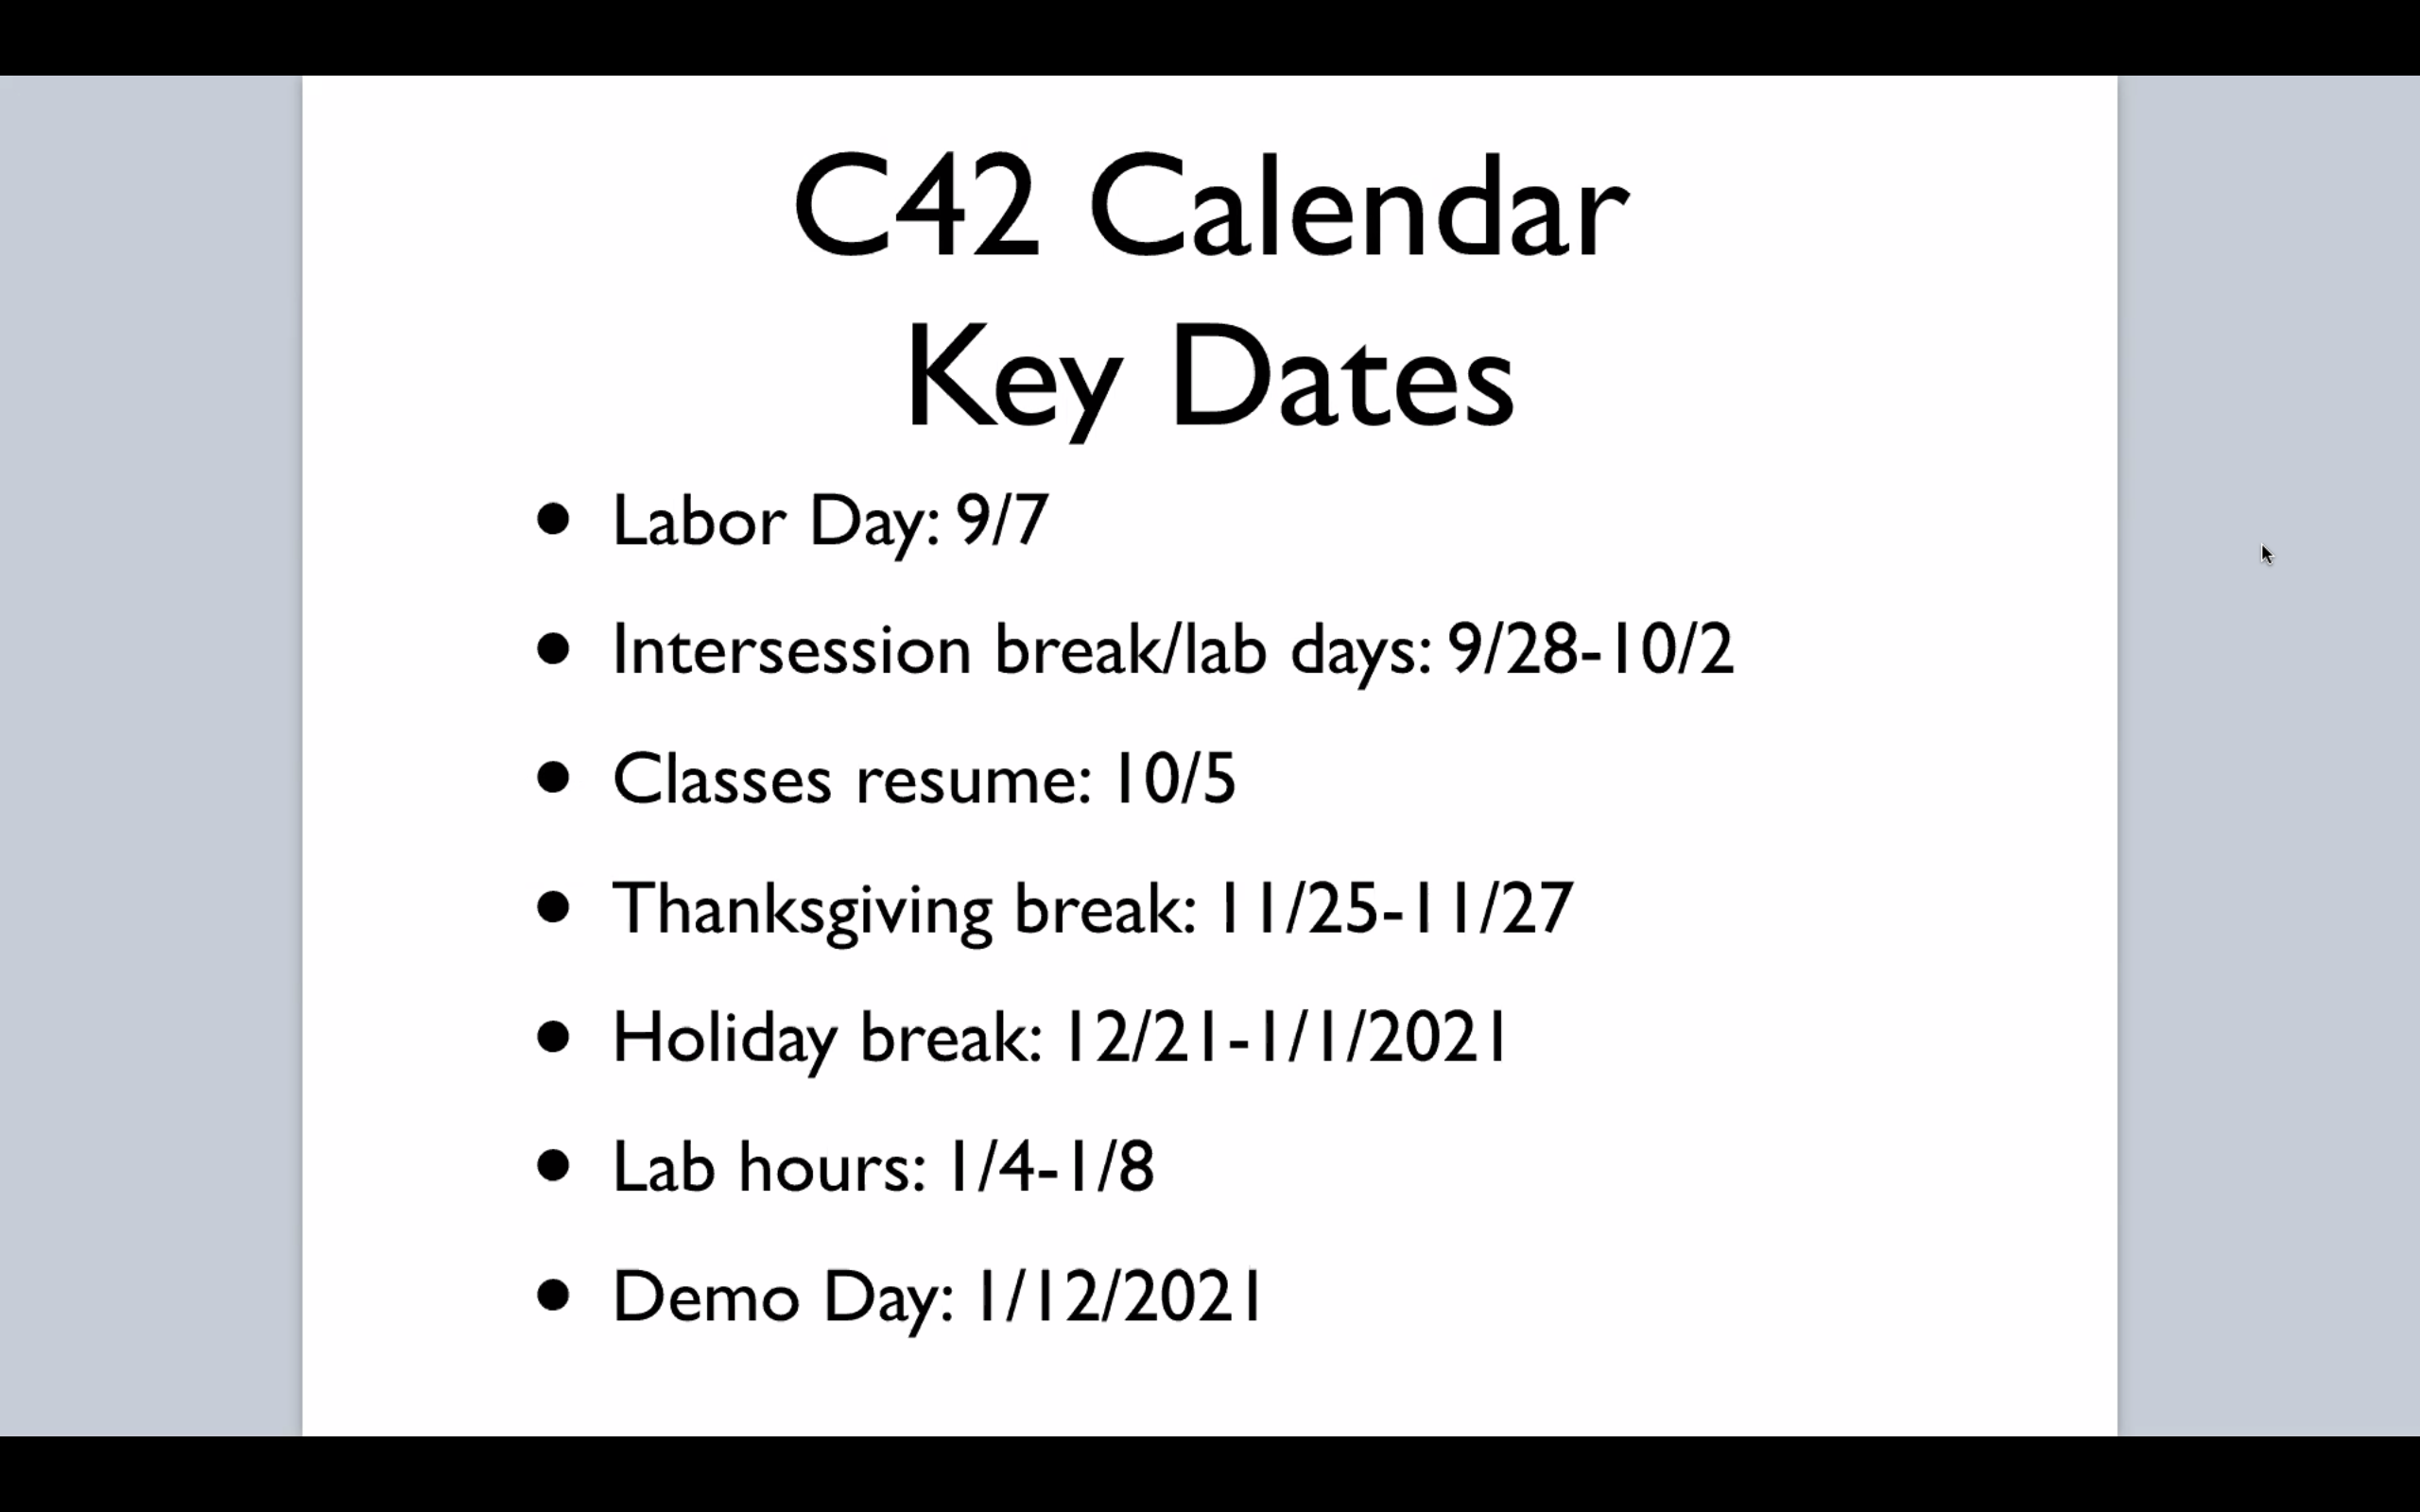 C42 Calendar
Key Dates
• Labor Day: 9/7
• Intersession break/lab days: 9/28-10/2
• Classes resume: 10/5
• Thanksgiving break: 11/25-11/27
• Holiday break: 12/21-1/1/2021
• Lab hours: 1/4-1/8
• Demo Day: 1/12/2021